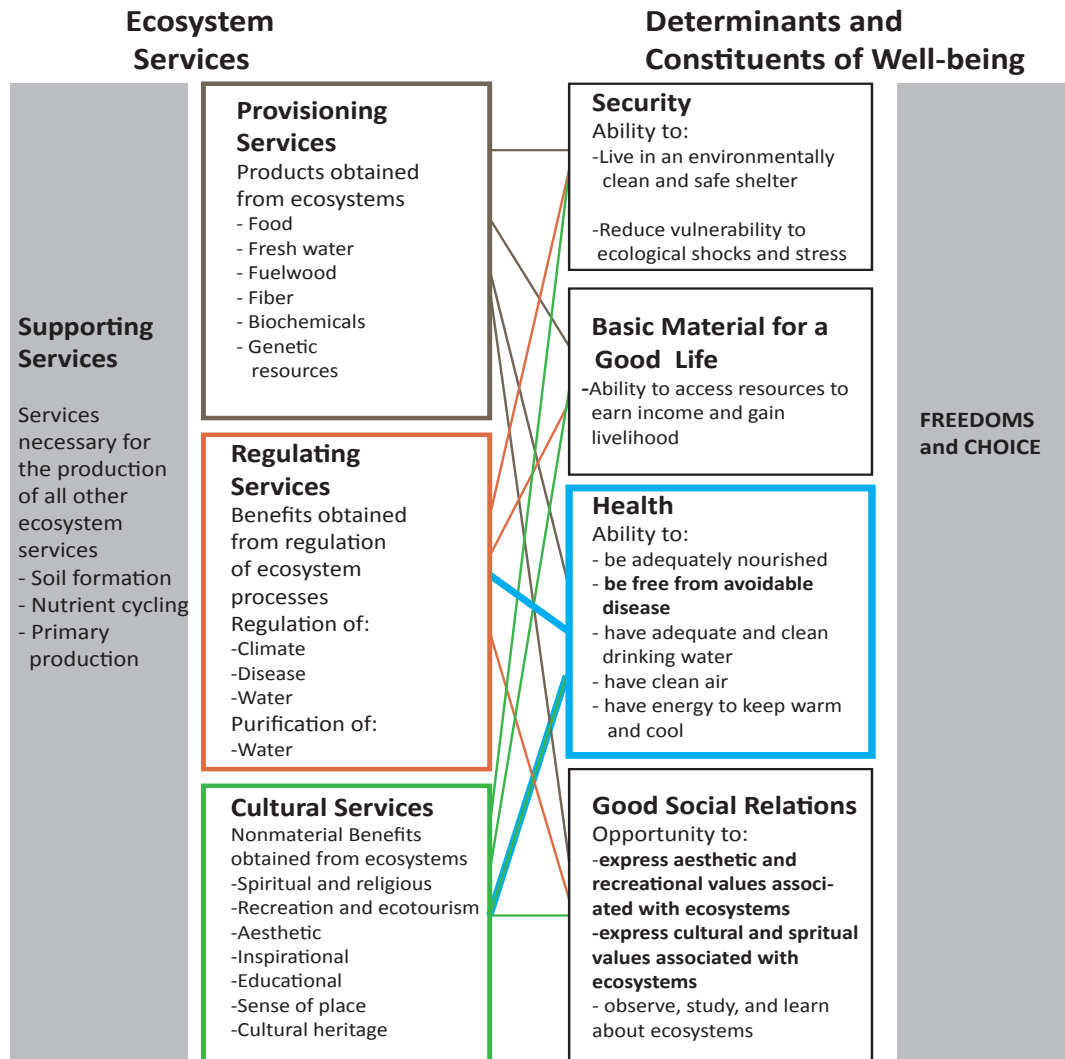 Ecosystem
Services
Determinants and
Constituents of Well-being
Supporting
Services
Services
necessary for
the production
of all other
ecosystem
services
- Soil formation
- Nutrient cycling
- Primary
production
Provisioning
Services
Products obtained
from ecosystems
- Food
- Fresh water
- Fuelwood
- Fiber
- Biochemicals
- Genetic
resources
Regulating
Services
Benefits obtained
from regulation
of ecosystem
processes
Regulation of:
-Climate
-Disease
-Water
Purification of:
-Water
Cultural Services
Nonmaterial Benefits
obtained from ecosystems
-Spiritual and religious
-Recreation and ecotourism
-Aesthetic
-Inspirational
-Educational
-Sense of place
-Cultural heritage
Security
Ability to:
-Live in an environmentally
clean and safe shelter
-Reduce vulnerability to
ecological shocks and stress
Basic Material for a
Good Life
-Ability to access resources to
earn income and gain
livelihood
Health
Ability to:
- be adequately nourished
- be free from avoidable
disease
- have adequate and clean
drinking water
- have clean air
- have energy to keep warm
and cool
Good Social Relations
Opportunity to:
-express aesthetic and
recreational values associ-
ated with ecosystems
-express cultural and spritual
values associated with
ecosystems
- observe, study, and learn
about ecosystems
FREEDOMS
and CHOICE